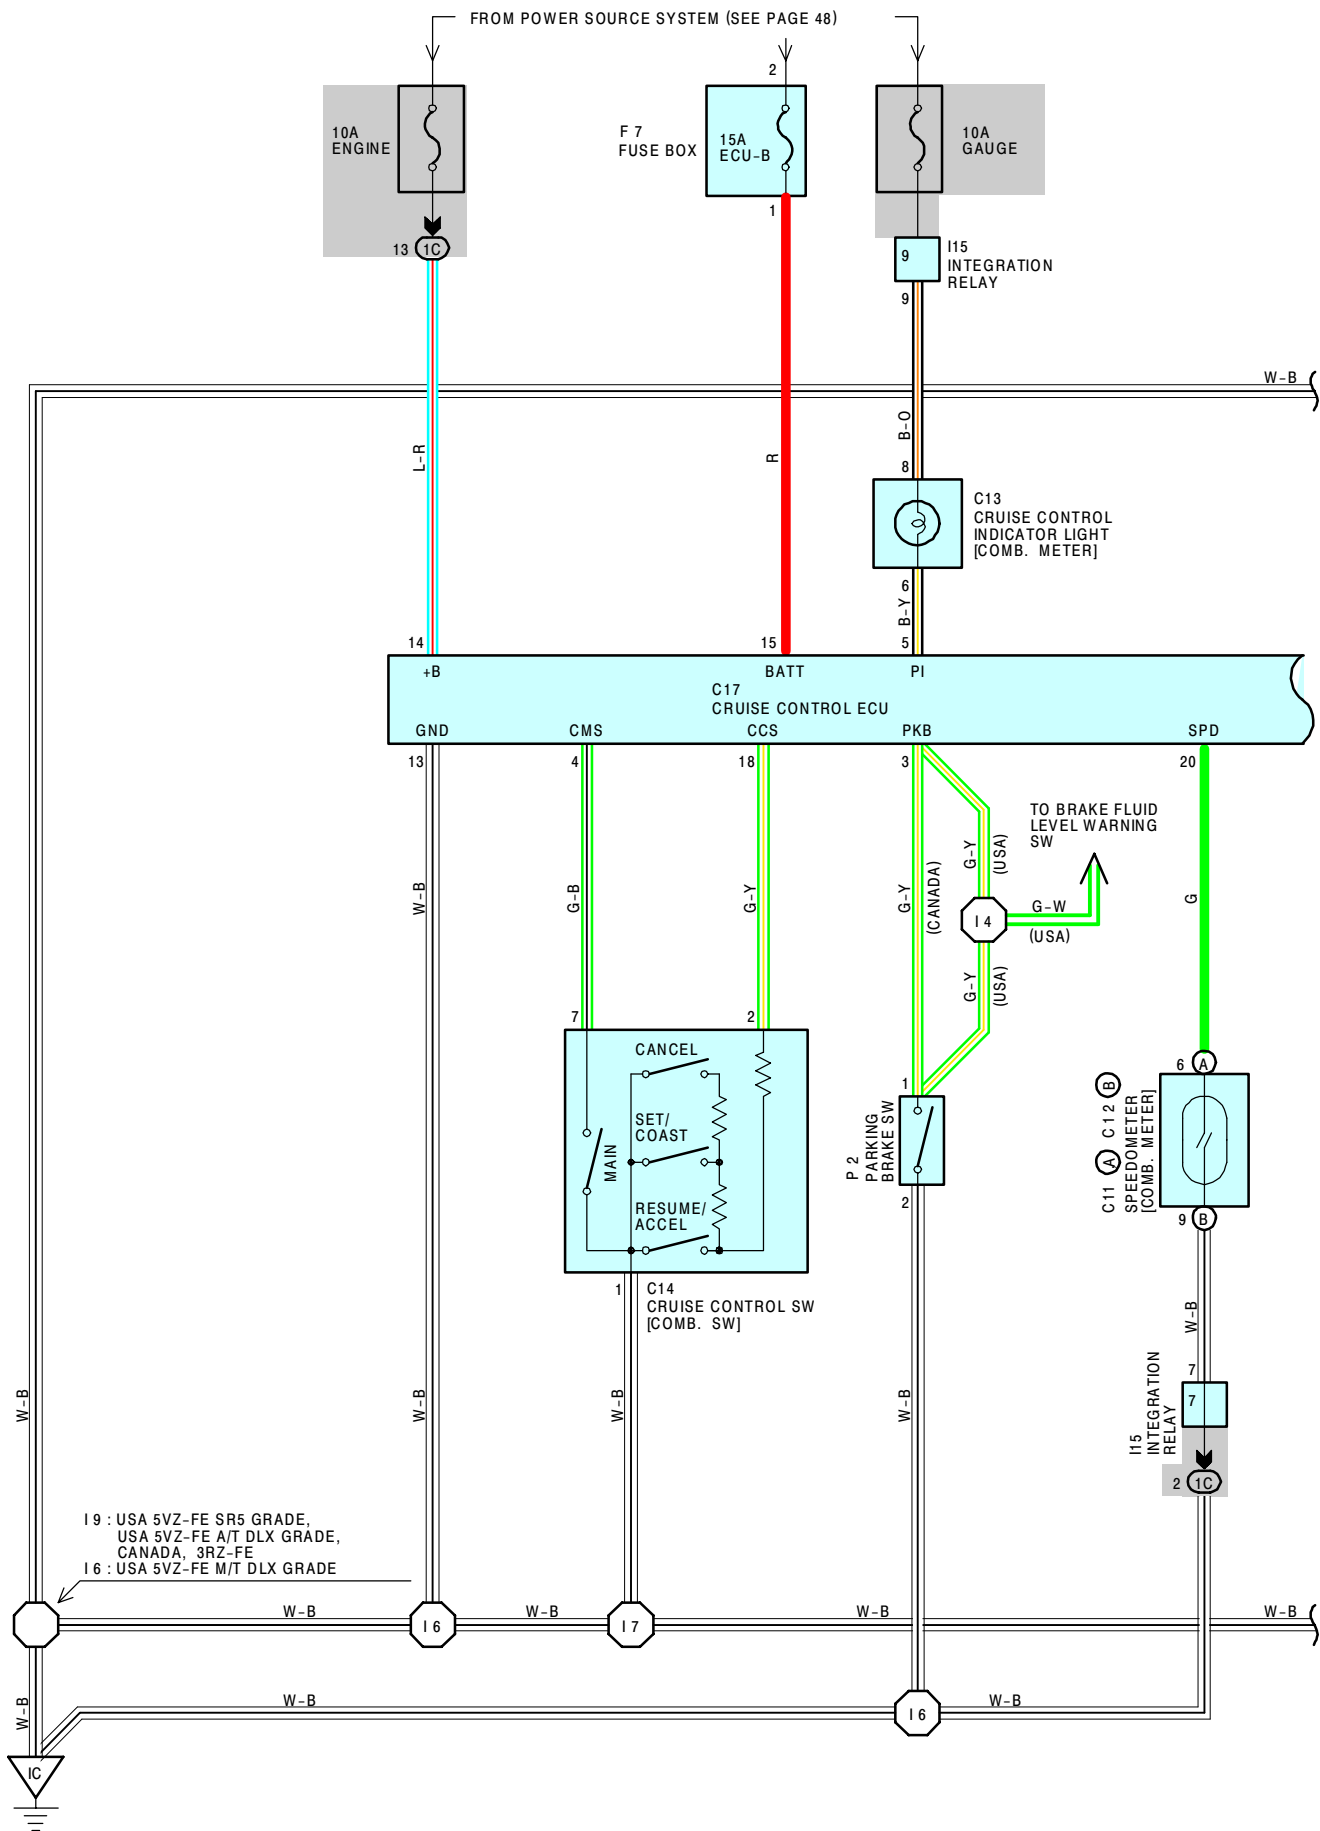 FROM POWER SOURCE SYSTEM (SEE PAGE 48)
2
10A
ENGINE
F 7
FUSE BOX
15A
ECU-B
10A
GAUGE
1
13 1C
9
I15
INTEGRATION
RELAY
9
W-B
L-R
R
B-O
8
C13
CRUISE CONTROL
INDICATOR LIGHT
[COMB. METER]
6
B-Y
14
15
5
+B
BATT
PI
C17
CRUISE CONTROL ECU
GND
CMS
CCS
PKB
SPD
13
4
18
3
20
TO BRAKE FLUID
LEVEL WARNING
SW
W-B
G-B
G-Y
G-Y
(CANADA)
G-Y
(USA)
I 4
G-W
(USA)
G
G-Y
(USA)
7
2
CANCEL
SET/
COAST
MAIN
RESUME/
ACCEL
1
C14
CRUISE CONTROL SW
[COMB. SW]
1
P 2
PARKING
BRAKE SW
2
6 A
C11 A C12 B
SPEEDOMETER
[COMB. METER]
9 B
W-B
7
7
I15
INTEGRATION
RELAY
2 1C
W-B
W-B
W-B
W-B
I 9 : USA 5VZ-FE SR5 GRADE,
USA 5VZ-FE A/T DLX GRADE,
CANADA, 3RZ-FE
I 6 : USA 5VZ-FE M/T DLX GRADE
W-B
I 6
W-B
I 7
W-B
W-B
W-B
W-B
I 6
W-B
IC